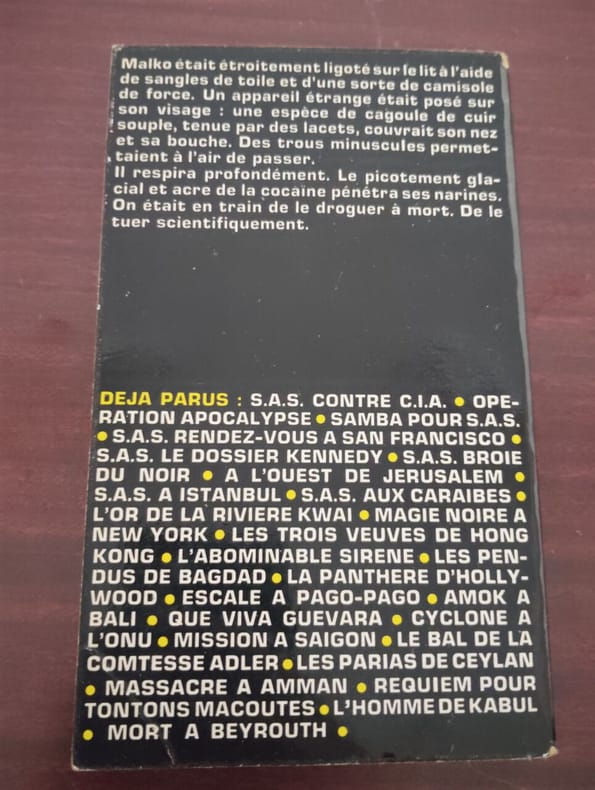 Malko était étroitement ligoté sur le lit à l'aide
de sangles de toile et d'une sorte de camisole
de force. Un appareil étrange était posé sur
son visage : une espèce de cagoule de cuir
souple, tenue par des lacets, couvrait son nez
et sa bouche. Des trous minuscules permet-
taient à l'air de passer.
Il respira profondément. Le picotement gla-
cial et acre de la cocaïne pénétra ses narines.
On était en train de le droguer à mort. De le
tuer scientifiquement.
DEJA PARUS : S.A.S. CONTRE C.I.A. ● OPE-
RATION APOCALYPSE ● SAMBA POUR S.A.S.
● S.A.S. RENDEZ-VOUS A SAN FRANCISCO ●
S.A.S. LE DOSSIER KENNEDY ● S.A.S. BROIE
DU NOIR ● A L'OUEST DE JERUSALEM ●
S.A.S. A ISTANBUL ● S.A.S. AUX CARAIBES ●
L'OR DE LA RIVIERE KWAI ● MAGIE NOIRE A
NEW YORK ● LES TROIS VEUVES DE HONG
KONG ● L'ABOMINABLE SIRENE ● LES PEN-
DUS DE BAGDAD ● LA PANTHERE D'HOLLY-
WOOD ● ESCALE A PAGO-PAGO ● AMOK A
BALI ● QUE VIVA GUEVARA ● CYCLONE A
L'ONU ● MISSION A SAIGON ● LE BAL DE LA
COMTESSE ADLER ● LES PARIAS DE CEYLAN
● MASSACRE A AMMAN ● REQUIEM POUR
TONTONS MACOUTES ● L'HOMME DE KABUL
● MORT A BEYROUTH ●